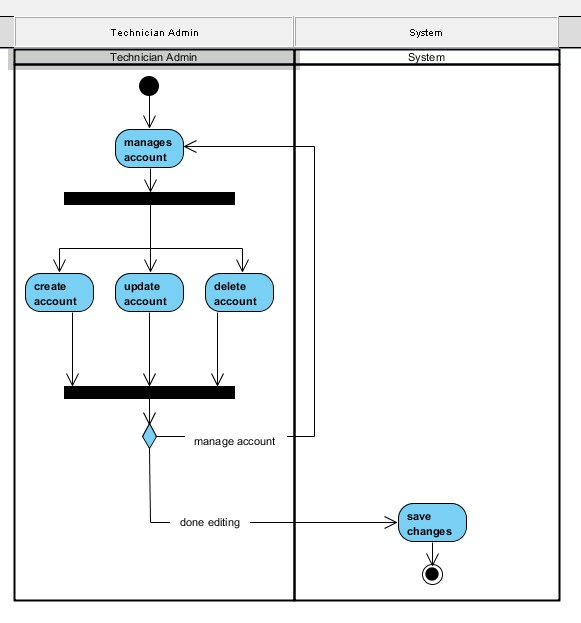 Technician Admin
System
Technician Admin
System
manages
account
create
account
update
account
delete
account
manage account
done editing
save
changes